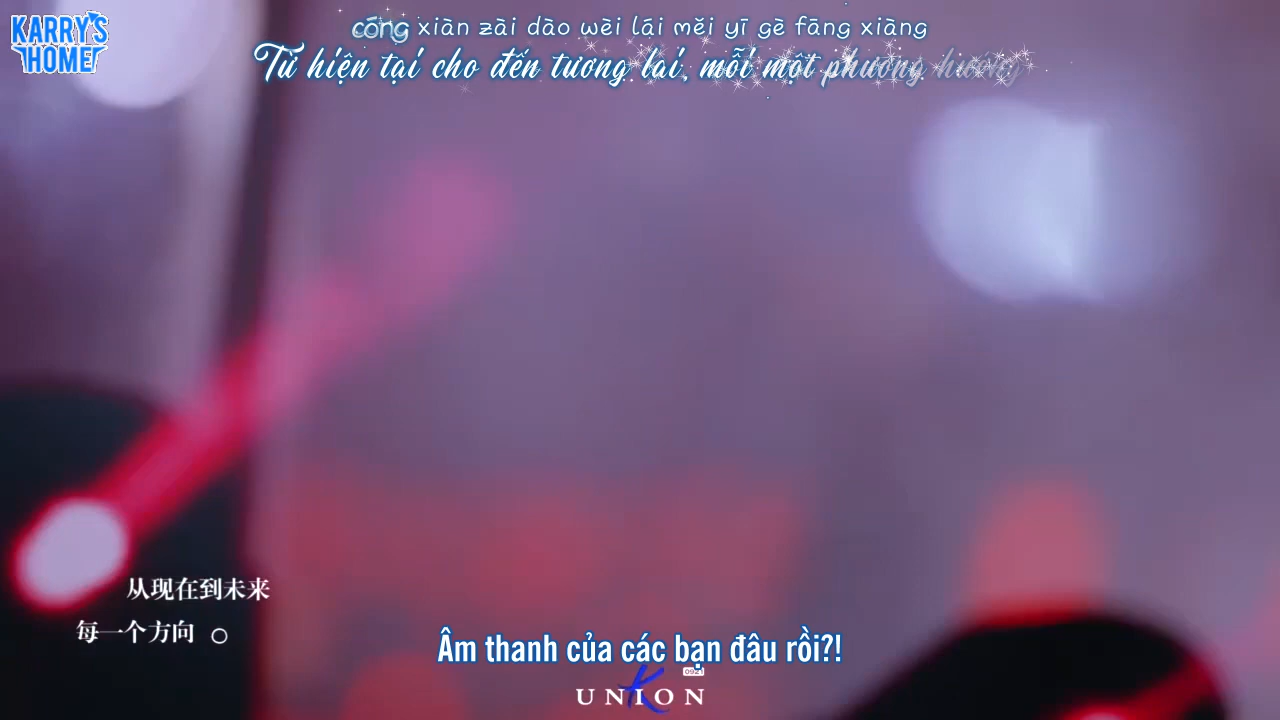 KARRY'S
HOME
cóng xiàn zài dào wèi lái měi yī gè fāng xiàng
Từ hiện tại cho đến tương lai, mỗi một phương hướng
从现在到未来
每一个方向 。
Âm thanh của các bạn đâu rồi?!
0921
K
UNION